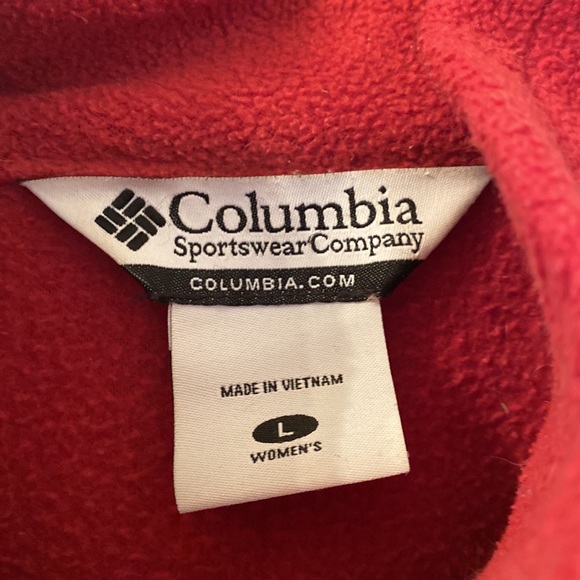 Columbia
Sportswear Company
COLUMBIA.COM
MADE IN VIETNAM
L
WOMEN'S